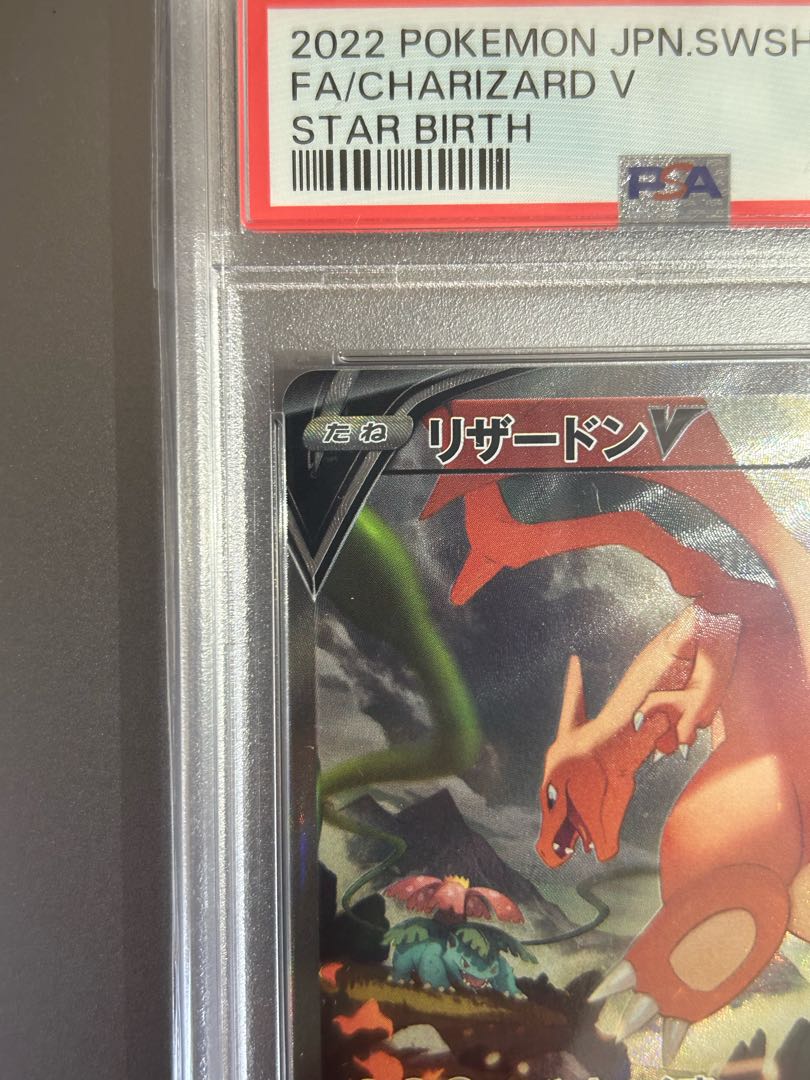 2022 POKEMON JPN.SWSH
FA/CHARIZARD V
STAR BIRTH
PSA
たね
リザードンV